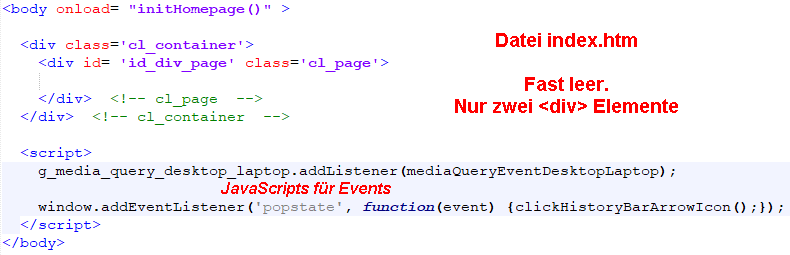 <body onload= "initHomepage()" >
<div class='cl_container'>
Datei index.htm
<div id= 'id_div_page' class='cl_page'>
Fast leer.
</div>  <!-- cl_page  -->
Nur zwei <div> Elemente
</div>  <!-- cl_container  -->
<script>
g_media_query_desktop_laptop.addListener(mediaQueryEventDesktopLaptop);
JavaScripts für Events
window.addEventListener('popstate', function(event) {clickHistoryBarArrowIcon();});
</script>
</body>